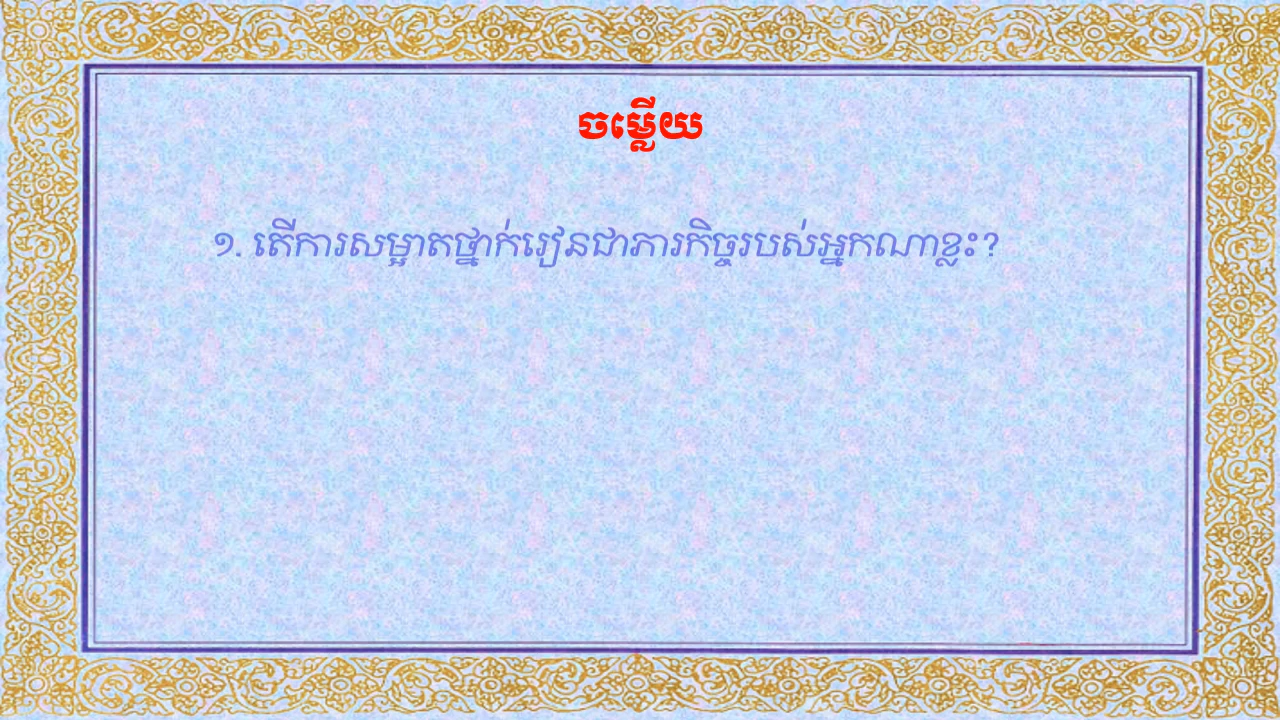 ចម្លើយ
១. តើការសម្អាតថ្នាក់រៀនជាភារកិច្ចរបស់អ្នកណាខ្លះ?